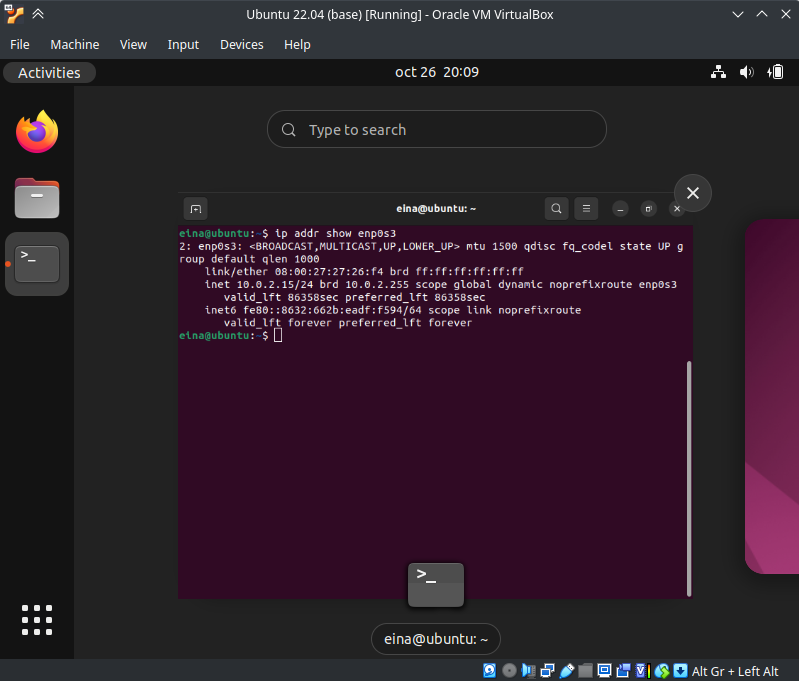 Ubuntu 22.04 (base) [Running] - Oracle VM VirtualBox
File Machine View Input Devices Help
Activities oct 26 20:09
Type to search
eina@ubuntu: ~
eina@ubuntu:~$ ip addr show enp0s3
2: enp0s3: <BROADCAST,MULTICAST,UP,LOWER_UP> mtu 1500 qdisc fq_codel state UP g
roup default qlen 1000
link/ether 08:00:27:27:26:f4 brd ff:ff:ff:ff:ff:ff
inet 10.0.2.15/24 brd 10.0.2.255 scope global dynamic noprefixroute enp0s3
valid_lft 86358sec preferred_lft 86358sec
inet6 fe80::8632:662b:eadf:f594/64 scope link noprefixroute
valid_lft forever preferred_lft forever
eina@ubuntu:~$
>_
>_
eina@ubuntu: ~
Alt Gr + Left Alt